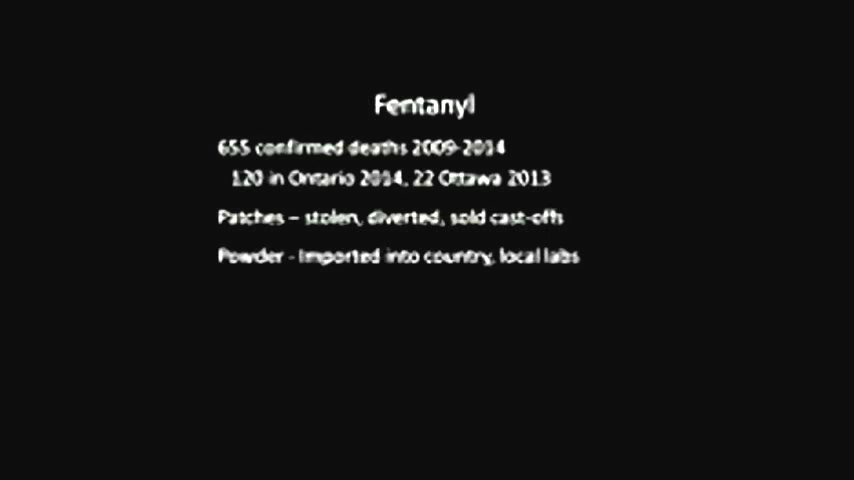 Fentanyl
655 confirmed deaths 2009-2014
120 in Ontario 2014, 22 Ottawa 2013
Patches – stolen, diverted, sold cast-offs
Powder - Imported into country, local labs